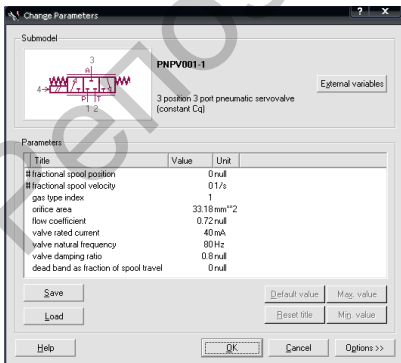 Change Parameters
Submodel
3
A
4
P T
1 2
PNPV001-1
3 position 3 port pneumatic servovalve
(constant Cq)
External variables
Parameters
Title Value Unit
# fractional spool position 0 null
# fractional spool velocity 0 1/s
gas type index 1
orifice area 33.18 mm**2
flow coefficient 0.72 null
valve rated current 40 mA
valve natural frequency 80 Hz
valve damping ratio 0.8 null
dead band as fraction of spool travel 0 null
Save Default value Max. value
Load Reset title Min. value
Help OK Cancel Options >>